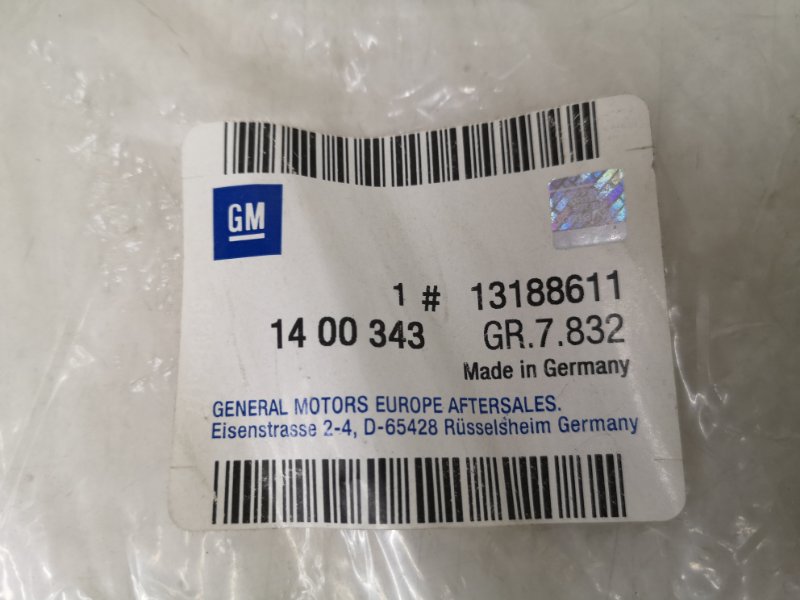 GM
1 # 13188611
14 00 343 GR.7.832
Made in Germany
GENERAL MOTORS EUROPE AFTERSALES.
Eisenstrasse 2-4, D-65428 Rüsselsheim Germany